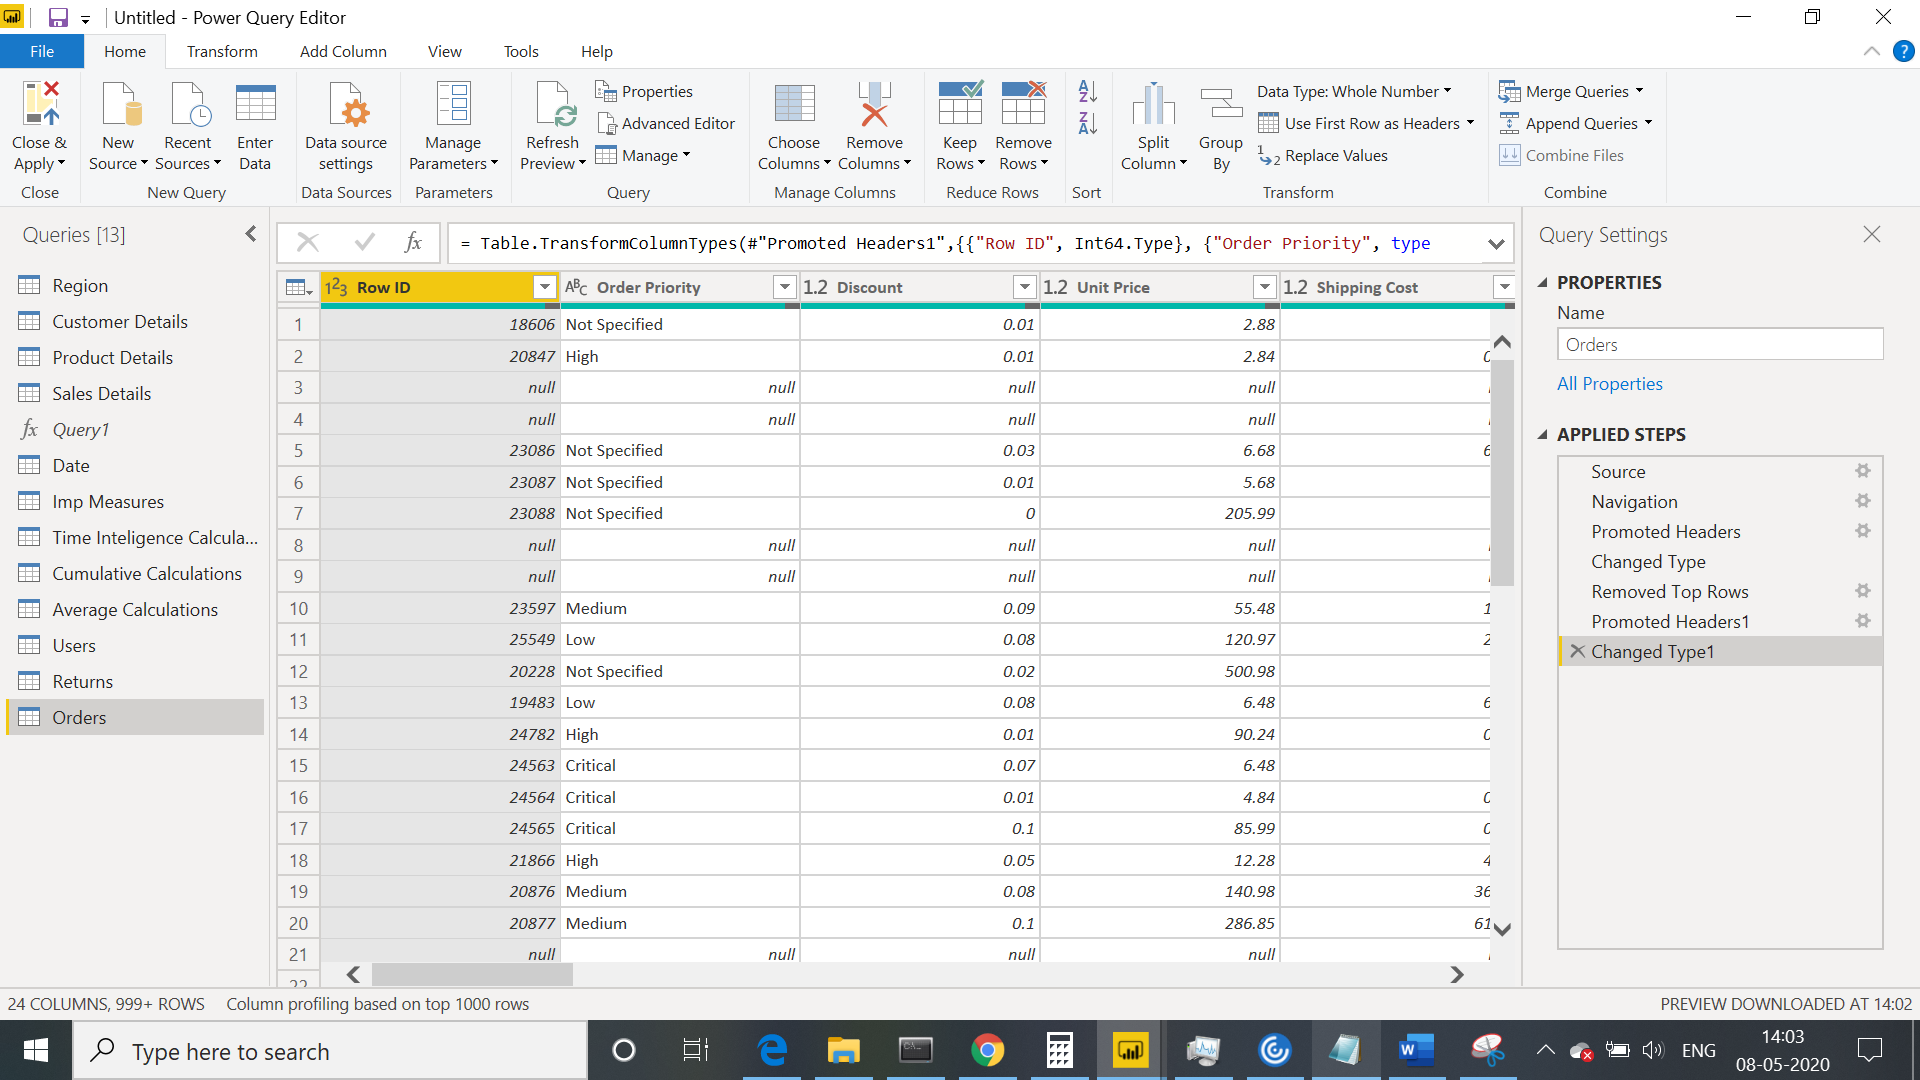 Untitled - Power Query Editor
File Home Transform Add Column View Tools Help
Close & Apply
New Source
Recent Sources
Enter Data
Data source settings
Manage Parameters
Refresh Preview
Properties
Advanced Editor
Manage
Choose Columns
Remove Columns
Keep Rows
Remove Rows
Split Column
Group By
Data Type: Whole Number
Use First Row as Headers
Replace Values
Merge Queries
Append Queries
Combine Files
Close New Query Data Sources Parameters Query Manage Columns Reduce Rows Sort Transform Combine
Queries [13]
Region
Customer Details
Product Details
Sales Details
fx Query1
Date
Imp Measures
Time Inteligence Calcula...
Cumulative Calculations
Average Calculations
Users
Returns
Orders
fx = Table.TransformColumnTypes(#"Promoted Headers1",{{"Row ID", Int64.Type}, {"Order Priority", type
123 Row ID ABC Order Priority 1.2 Discount 1.2 Unit Price 1.2 Shipping Cost
1 18606 Not Specified 0.01 2.88
2 20847 High 0.01 2.84
3 null null null null
4 null null null null
5 23086 Not Specified 0.03 6.68
6 23087 Not Specified 0.01 5.68
7 23088 Not Specified 0 205.99
8 null null null null
9 null null null null
10 23597 Medium 0.09 55.48
11 25549 Low 0.08 120.97
12 20228 Not Specified 0.02 500.98
13 19483 Low 0.08 6.48
14 24782 High 0.01 90.24
15 24563 Critical 0.07 6.48
16 24564 Critical 0.01 4.84
17 24565 Critical 0.1 85.99
18 21866 High 0.05 12.28
19 20876 Medium 0.08 140.98 36
20 20877 Medium 0.1 286.85 61
21 null null null null
Query Settings
PROPERTIES
Name
Orders
All Properties
APPLIED STEPS
Source
Navigation
Promoted Headers
Changed Type
Removed Top Rows
Promoted Headers1
Changed Type1
24 COLUMNS, 999+ ROWS Column profiling based on top 1000 rows PREVIEW DOWNLOADED AT 14:02
Type here to search
ENG
14:03
08-05-2020